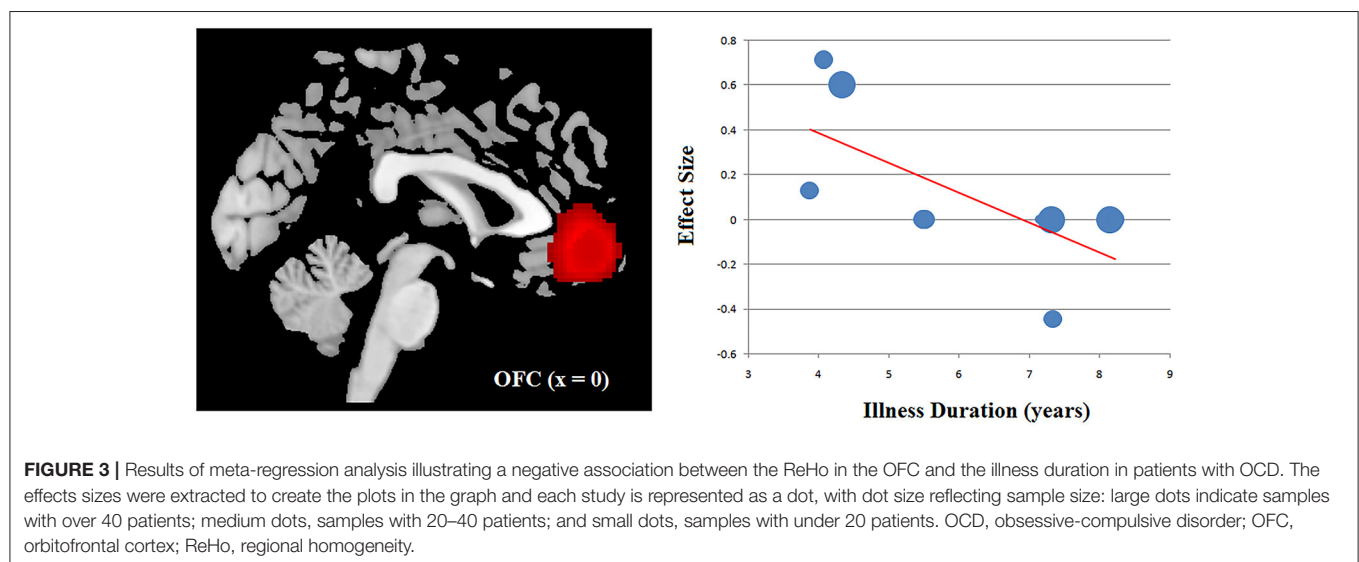 OFC (x = 0)
0.8
0.6
0.4
0.2
0
-0.2
-0.4
-0.6
Effect Size
3 4 5 6 7 8 9
Illness Duration (years)
FIGURE 3 | Results of meta-regression analysis illustrating a negative association between the ReHo in the OFC and the illness duration in patients with OCD. The
effects sizes were extracted to create the plots in the graph and each study is represented as a dot, with dot size reflecting sample size: large dots indicate samples
with over 40 patients; medium dots, samples with 20–40 patients; and small dots, samples with under 20 patients. OCD, obsessive-compulsive disorder; OFC,
orbitofrontal cortex; ReHo, regional homogeneity.